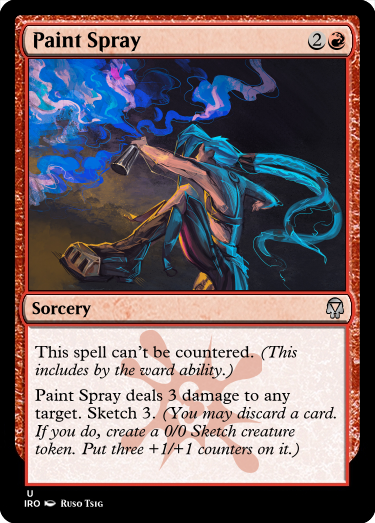 Paint Spray 2
Sorcery
This spell can't be countered. (This
includes by the ward ability.)
Paint Spray deals 3 damage to any
target. Sketch 3. (You may discard a card.
If you do, create a 0/0 Sketch creature
token. Put three +1/+1 counters on it.)
U
IRO Ruso Tsig